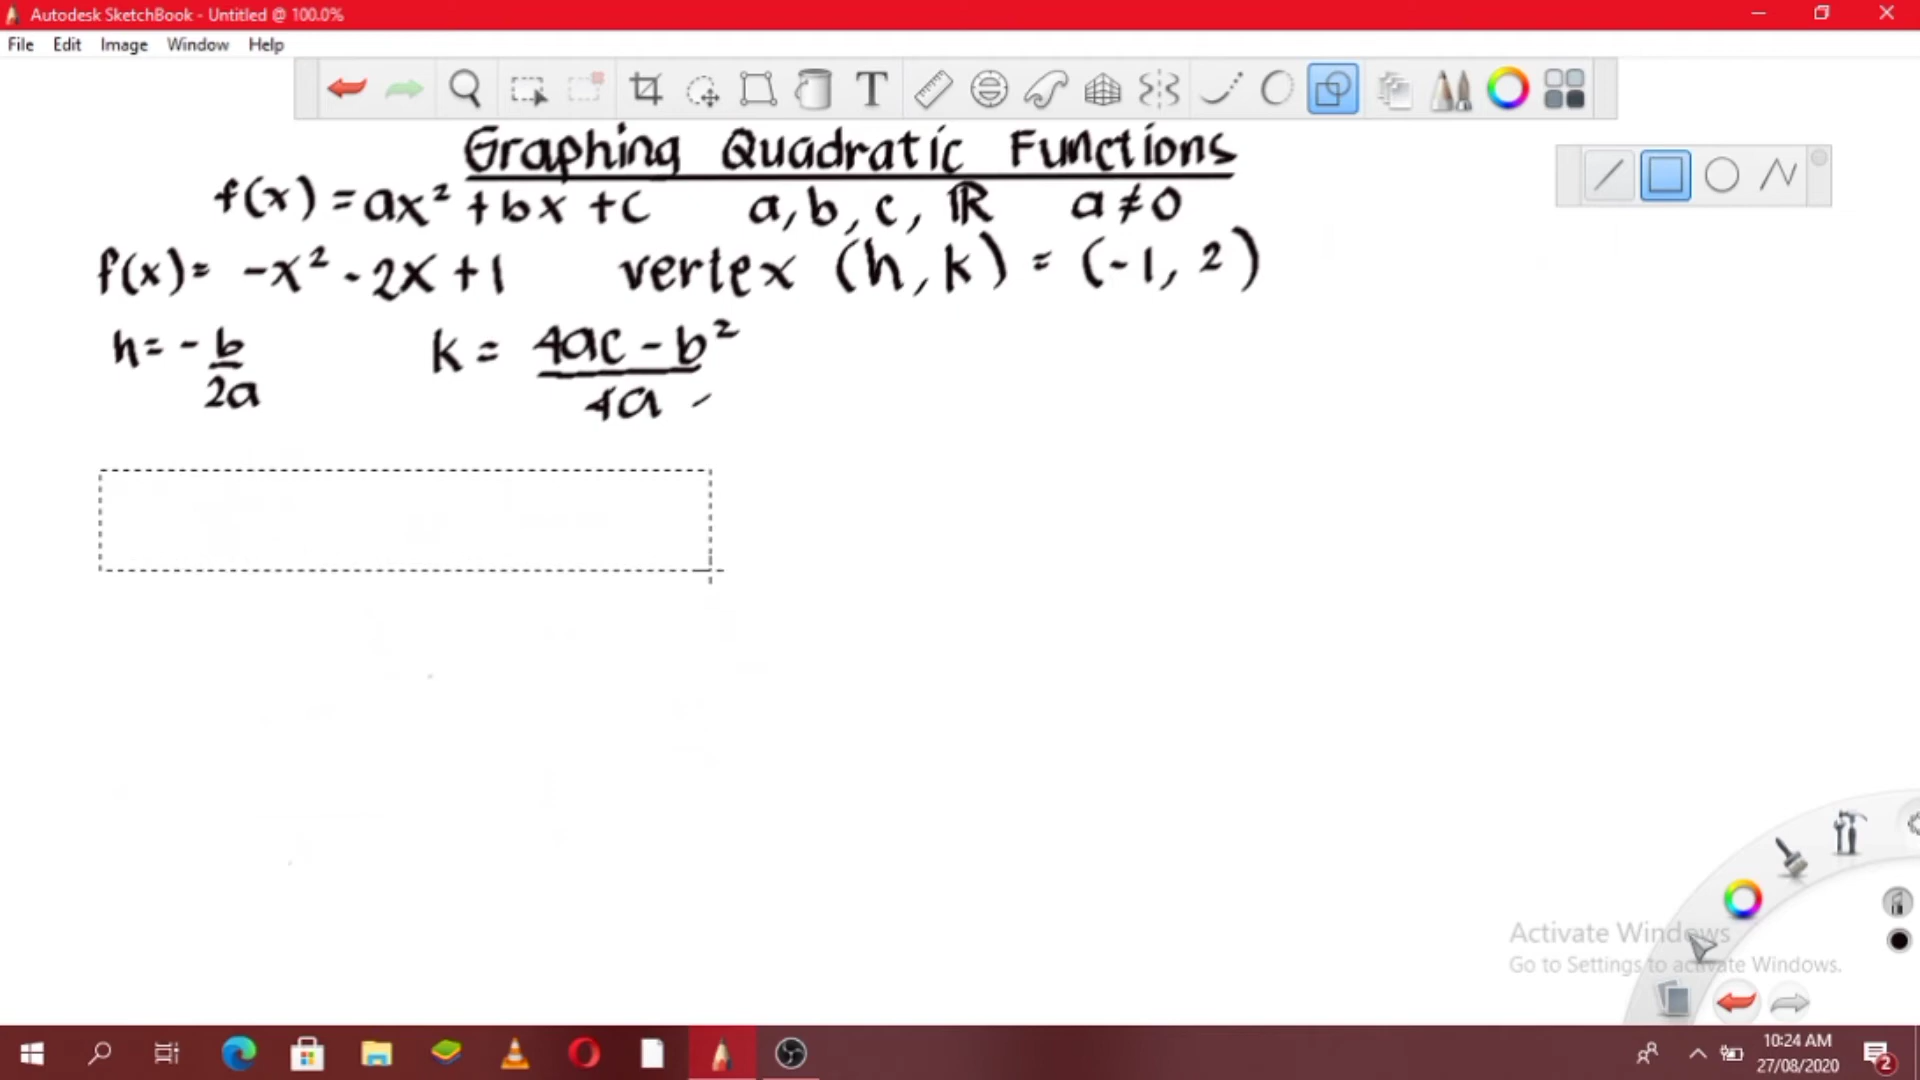 Autodesk SketchBook - Untitled @ 100.0%
File Edit Image Window Help
T
Graphing Quadratic Functions
f(x) = ax² + bx + c a, b, c, ℝ a ≠ 0
f(x) = -x² - 2x + 1 vertex (h, k) = (-1, 2)
h = - b/2a k = 4ac - b²/4a
Activate Windows
Go to Settings to activate Windows.
10:24 AM
27/08/2020
2